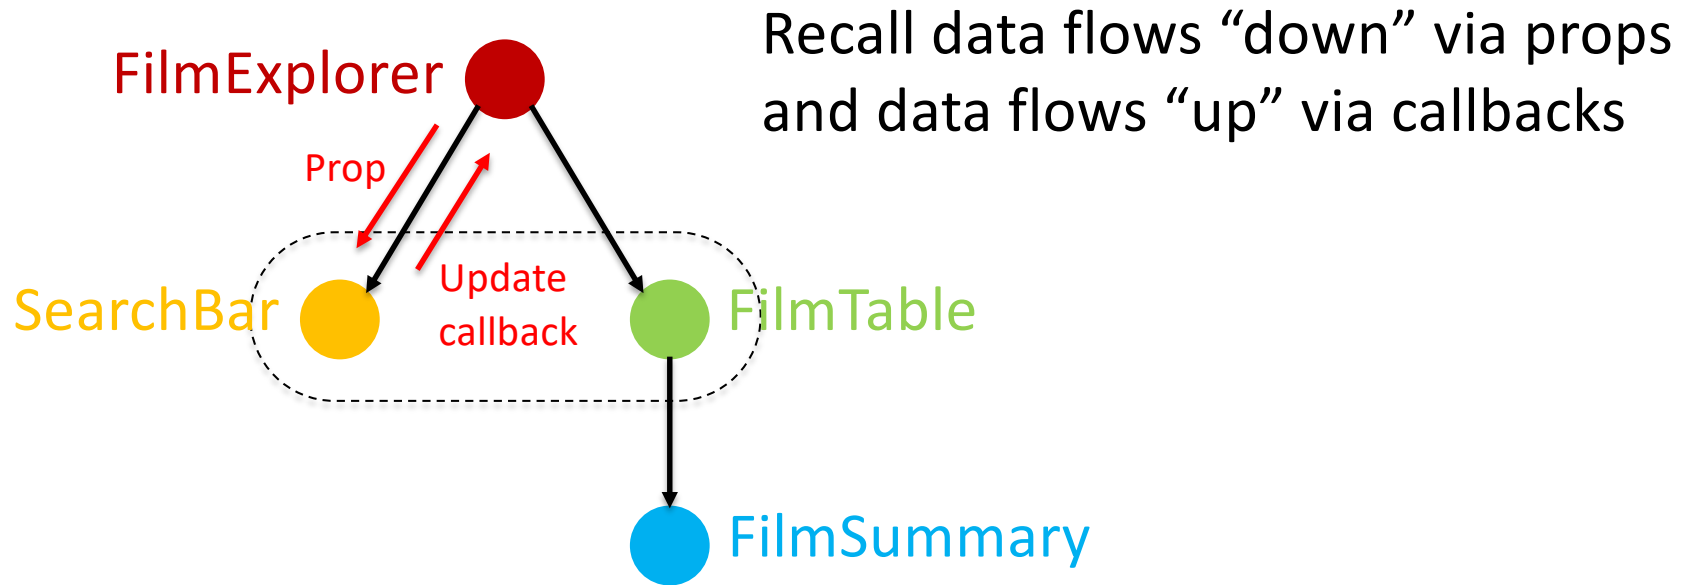 Recall data flows “down” via props
and data flows “up” via callbacks
FilmExplorer
Prop
Update
callback
SearchBar
FilmTable
FilmSummary